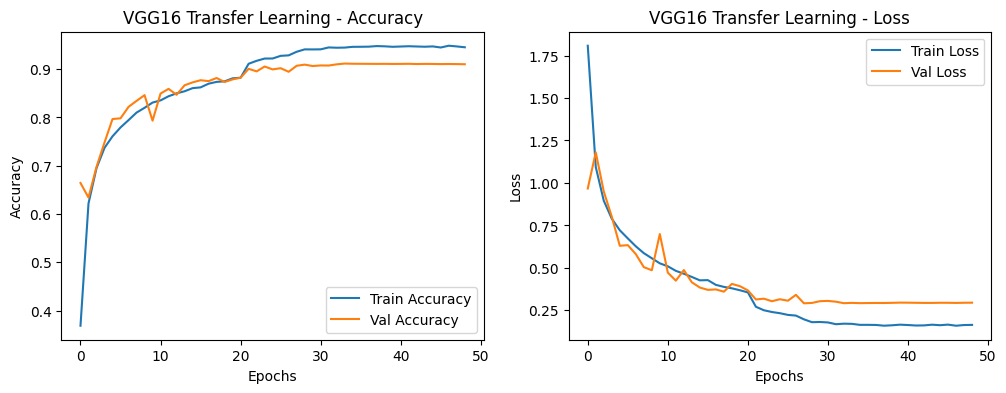 VGG16 Transfer Learning - Accuracy
Accuracy
0.9
0.8
0.7
0.6
0.5
0.4
0
10
20
30
40
50
Epochs
Train Accuracy
Val Accuracy
VGG16 Transfer Learning - Loss
Loss
1.75
1.50
1.25
1.00
0.75
0.50
0.25
0
10
20
30
40
50
Epochs
Train Loss
Val Loss